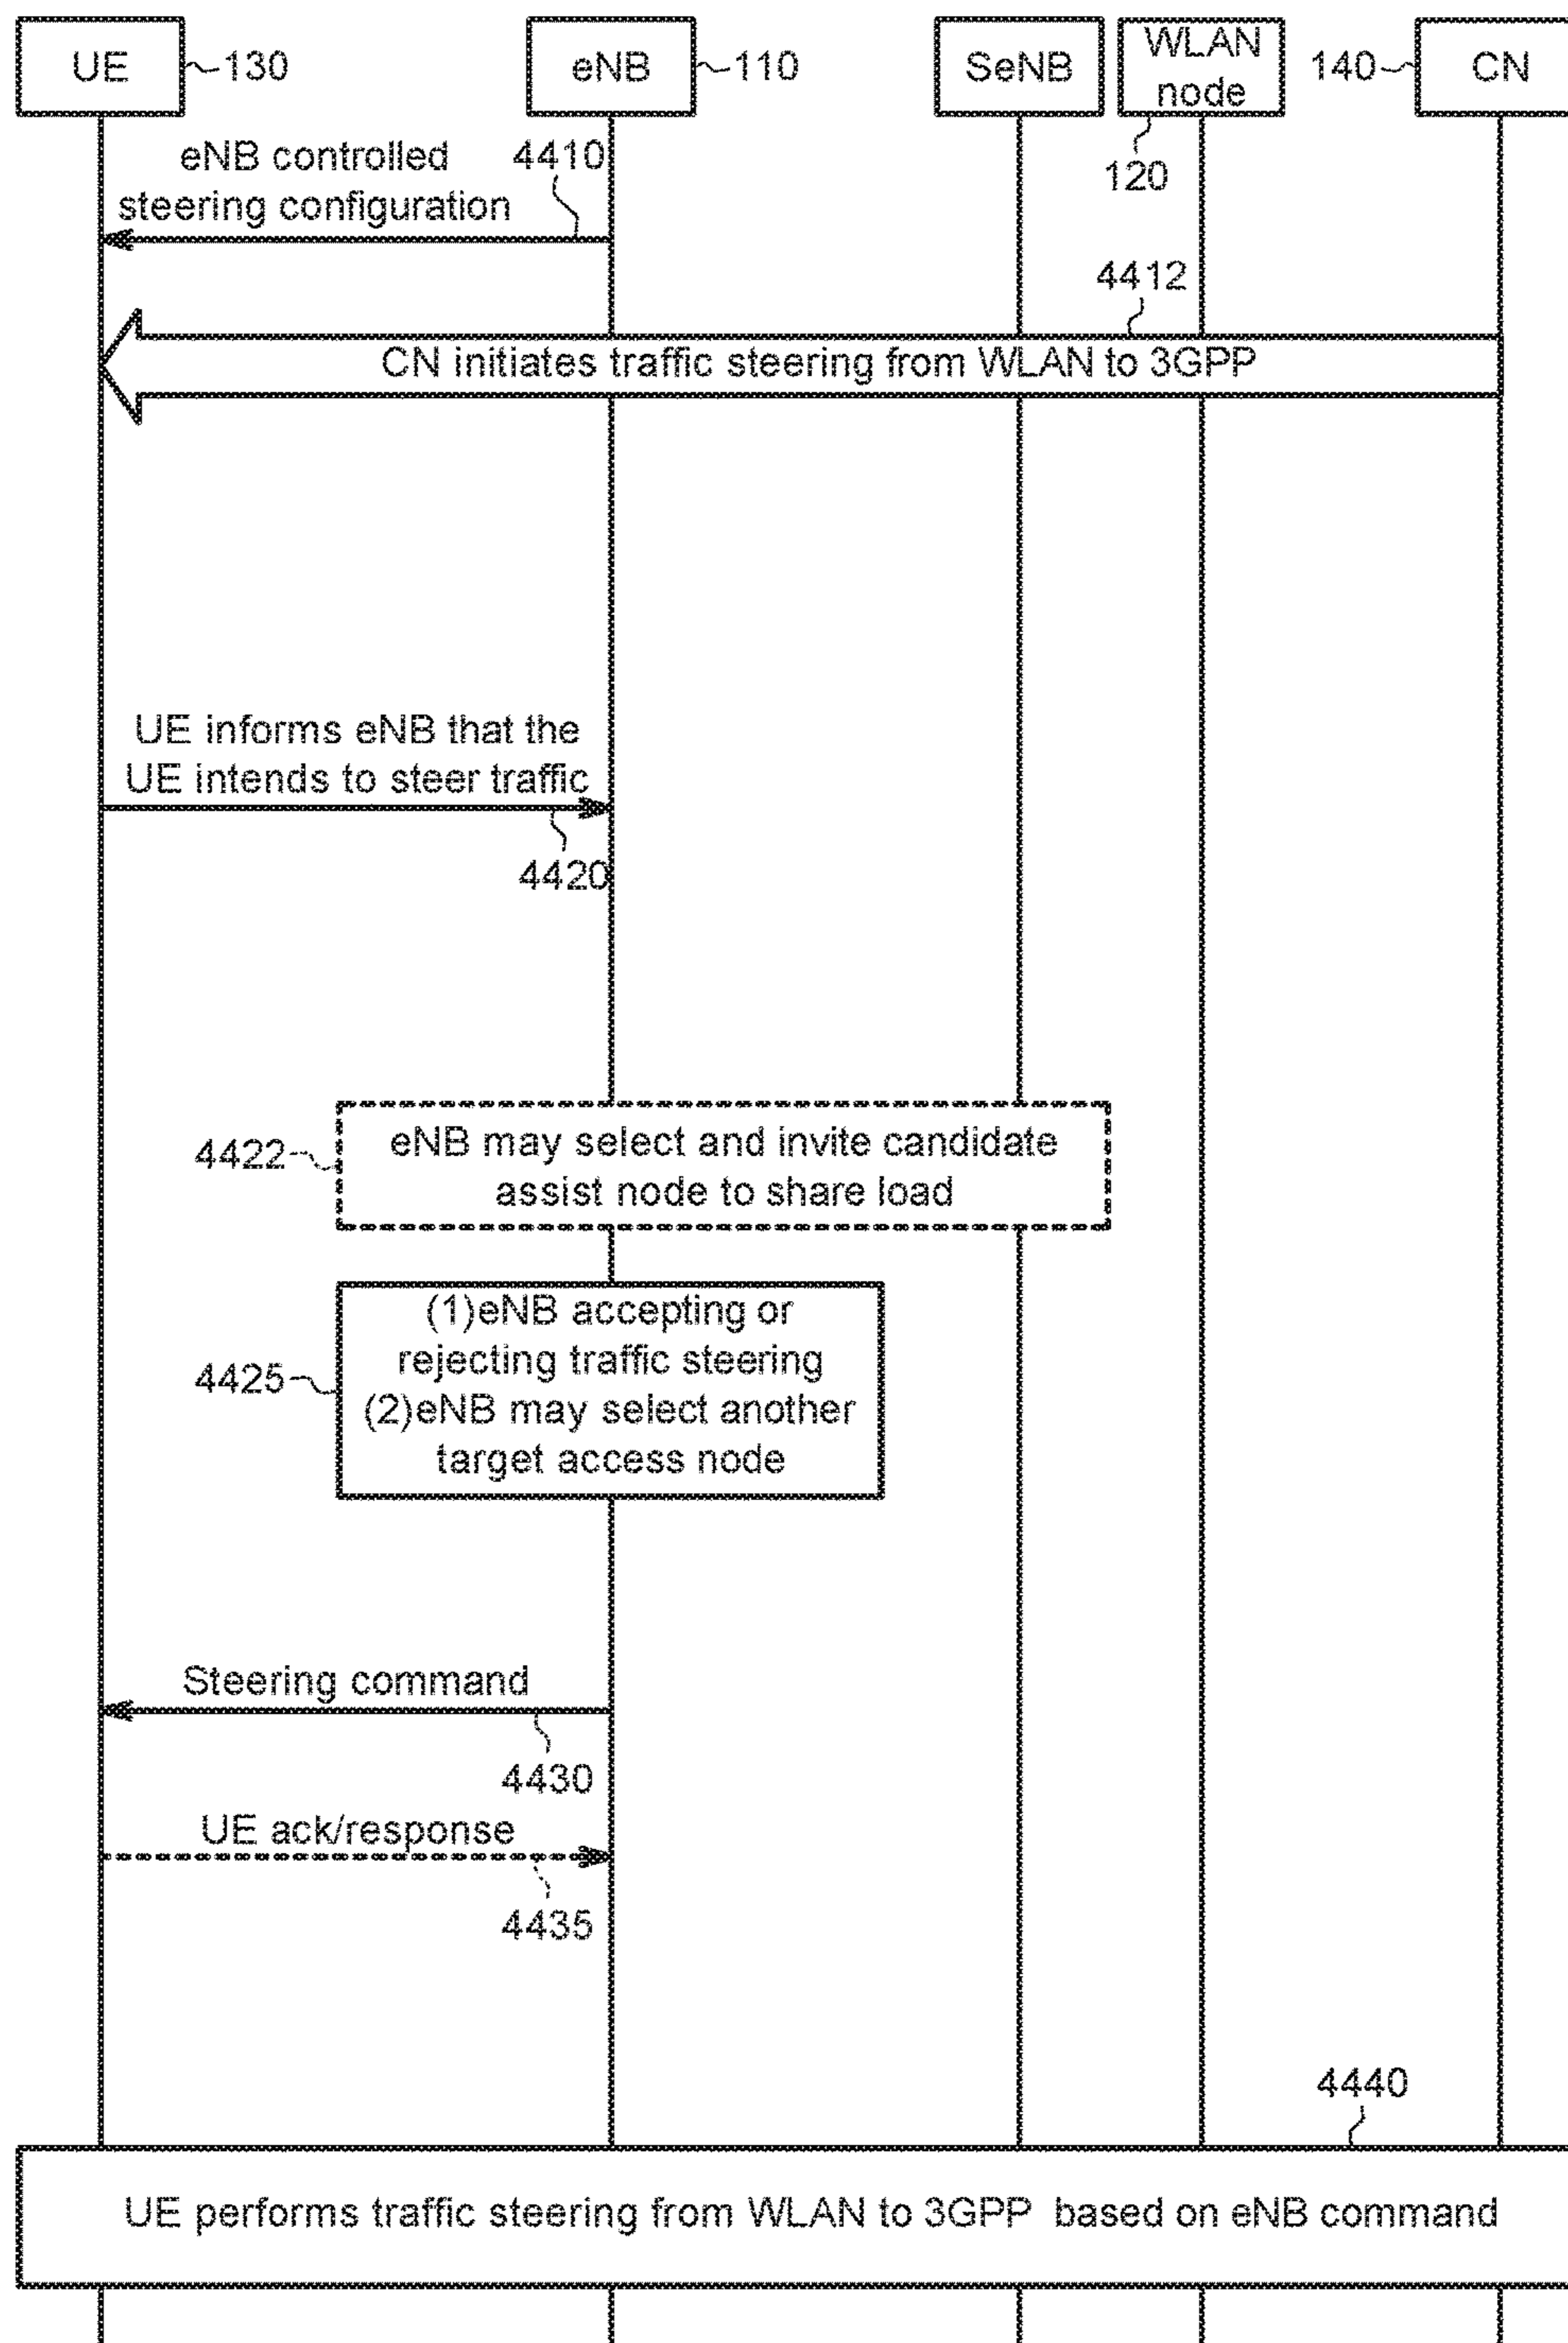 UE
130
eNB
110
SeNB
WLAN
node
120
140
CN
eNB controlled
steering configuration
4410
4412
CN initiates traffic steering from WLAN to 3GPP
UE informs eNB that the
UE intends to steer traffic
4420
4422
eNB may select and invite candidate
assist node to share load
4425
(1)eNB accepting or
rejecting traffic steering
(2)eNB may select another
target access node
Steering command
4430
UE ack/response
4435
4440
UE performs traffic steering from WLAN to 3GPP based on eNB command